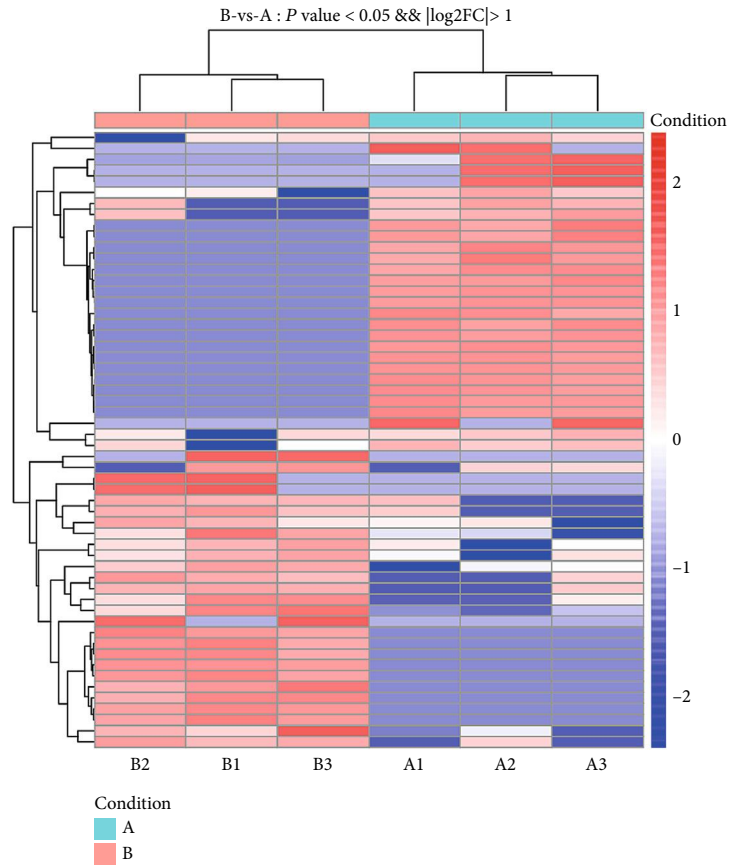 B-vs-A : P value < 0.05 && |log2FC|> 1
Condition
2
1
0
–1
–2
B2 B1 B3 A1 A2 A3
Condition
A
B